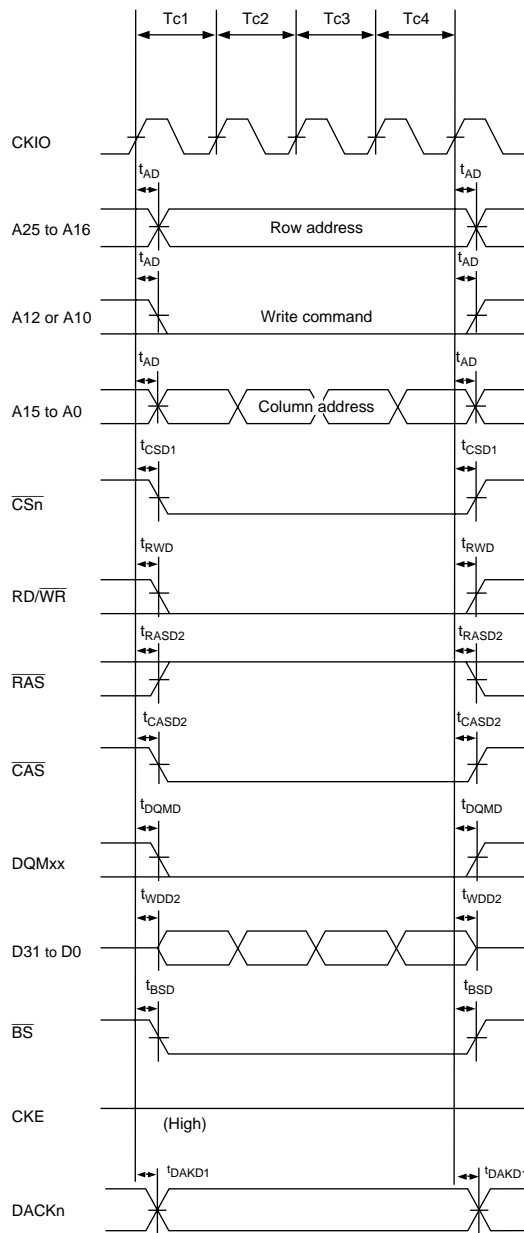 Tc1 Tc2 Tc3 Tc4
CKIO
tAD tAD
A25 to A16 Row address
tAD tAD
A12 or A10 Write command
tAD tAD
A15 to A0 Column address
tCSD1 tCSD1
CSn
tRWD tRWD
RD/WR
tRASD2 tRASD2
RAS
tCASD2 tCASD2
CAS
tDQMD tDQMD
DQMxx
tWDD2 tWDD2
D31 to D0
tBSD tBSD
BS
CKE (High)
tDAKD1 tDAKD1
DACKn